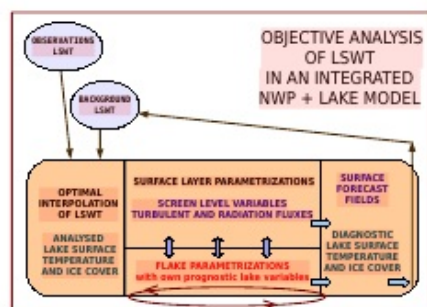 OBSERVATIONS
LSWT
BACKGROUND
LSWT
OBJECTIVE ANALYSIS
OF LSWT
IN AN INTEGRATED
NWP + LAKE MODEL
OPTIMAL
INTERPOLATION
OF LSWT
ANALYSED
LAKE SURFACE
TEMPERATURE
AND ICE COVER
SURFACE LAYER PARAMETRIZATIONS
SCREEN LEVEL VARIABLES
TURBULENT AND RADIATION FLUXES
FLAKE PARAMETRIZATIONS
with own prognostic lake variables
SURFACE
FORECAST
FIELDS
DIAGNOSTIC
LAKE SURFACE
TEMPERATURE
AND ICE COVER